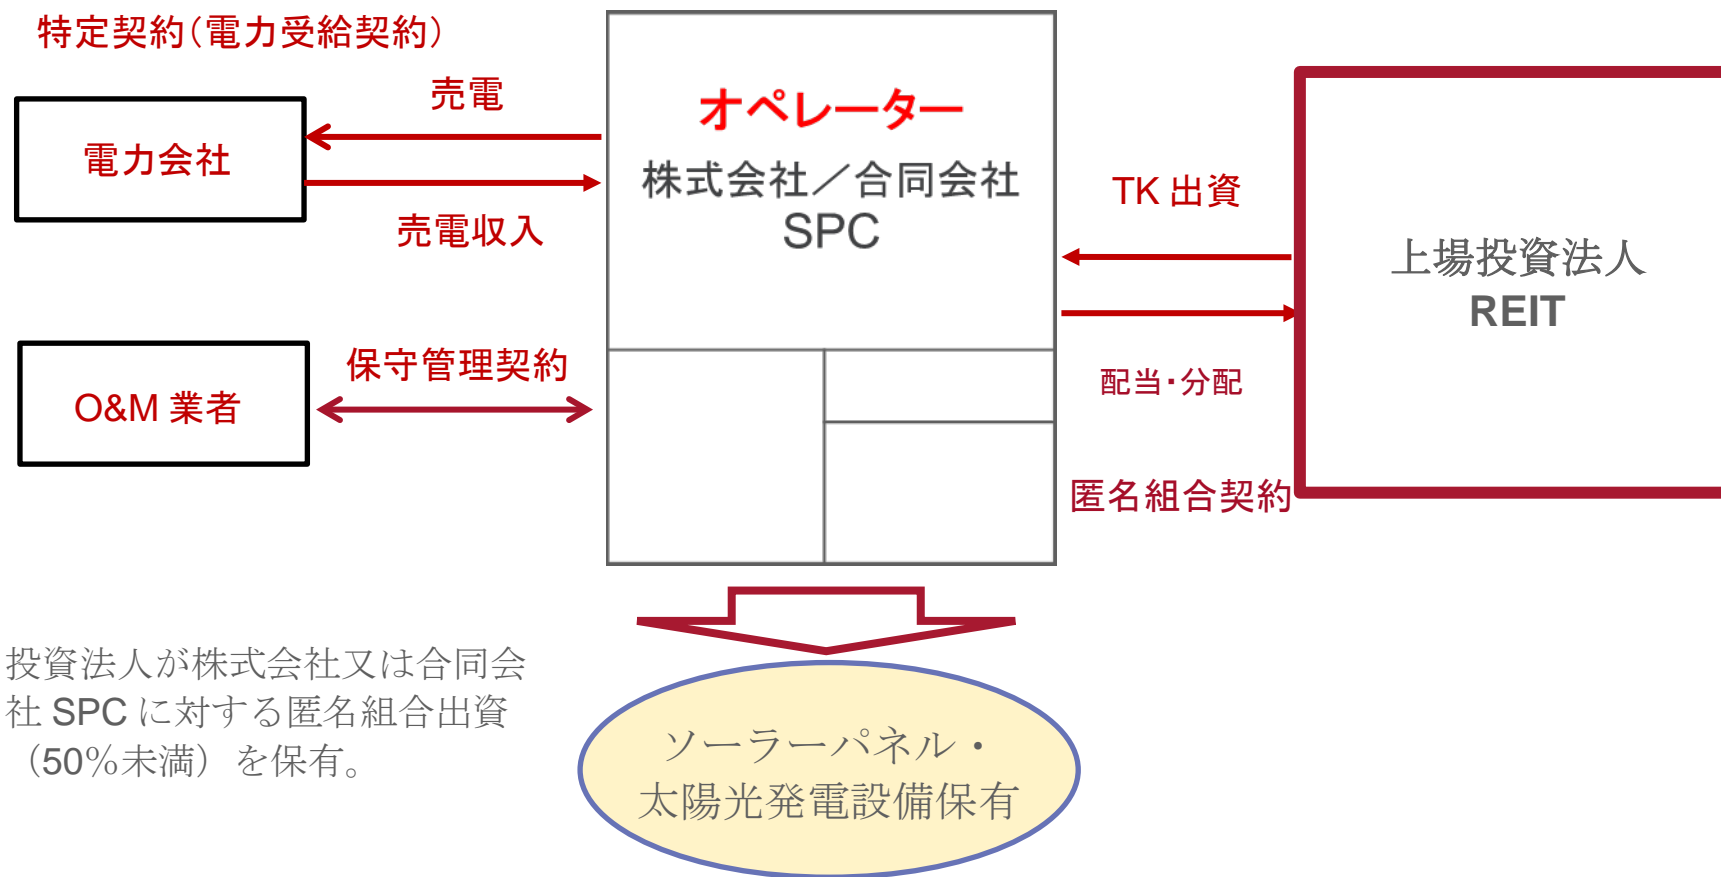 特定契約（電力受給契約）
売電
電力会社
売電収入
オペレーター
株式会社／合同会社
SPC
TK 出資
上場投資法人
REIT
配当・分配
匿名組合契約
保守管理契約
O&M 業者
投資法人が株式会社又は合同会
社 SPC に対する匿名組合出資
（50％未満）を保有。
ソーラーパネル・
太陽光発電設備保有